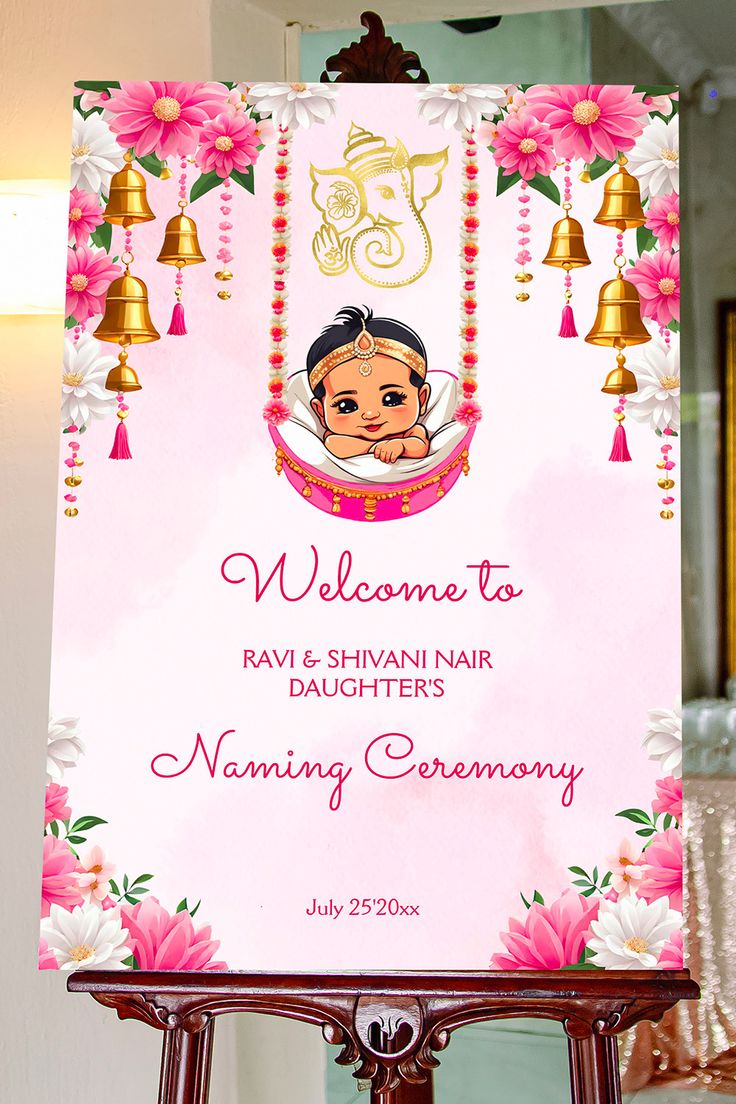 Welcome to
RAVI & SHIVANI NAIR
DAUGHTER'S
Naming Ceremony
July 25'20xx